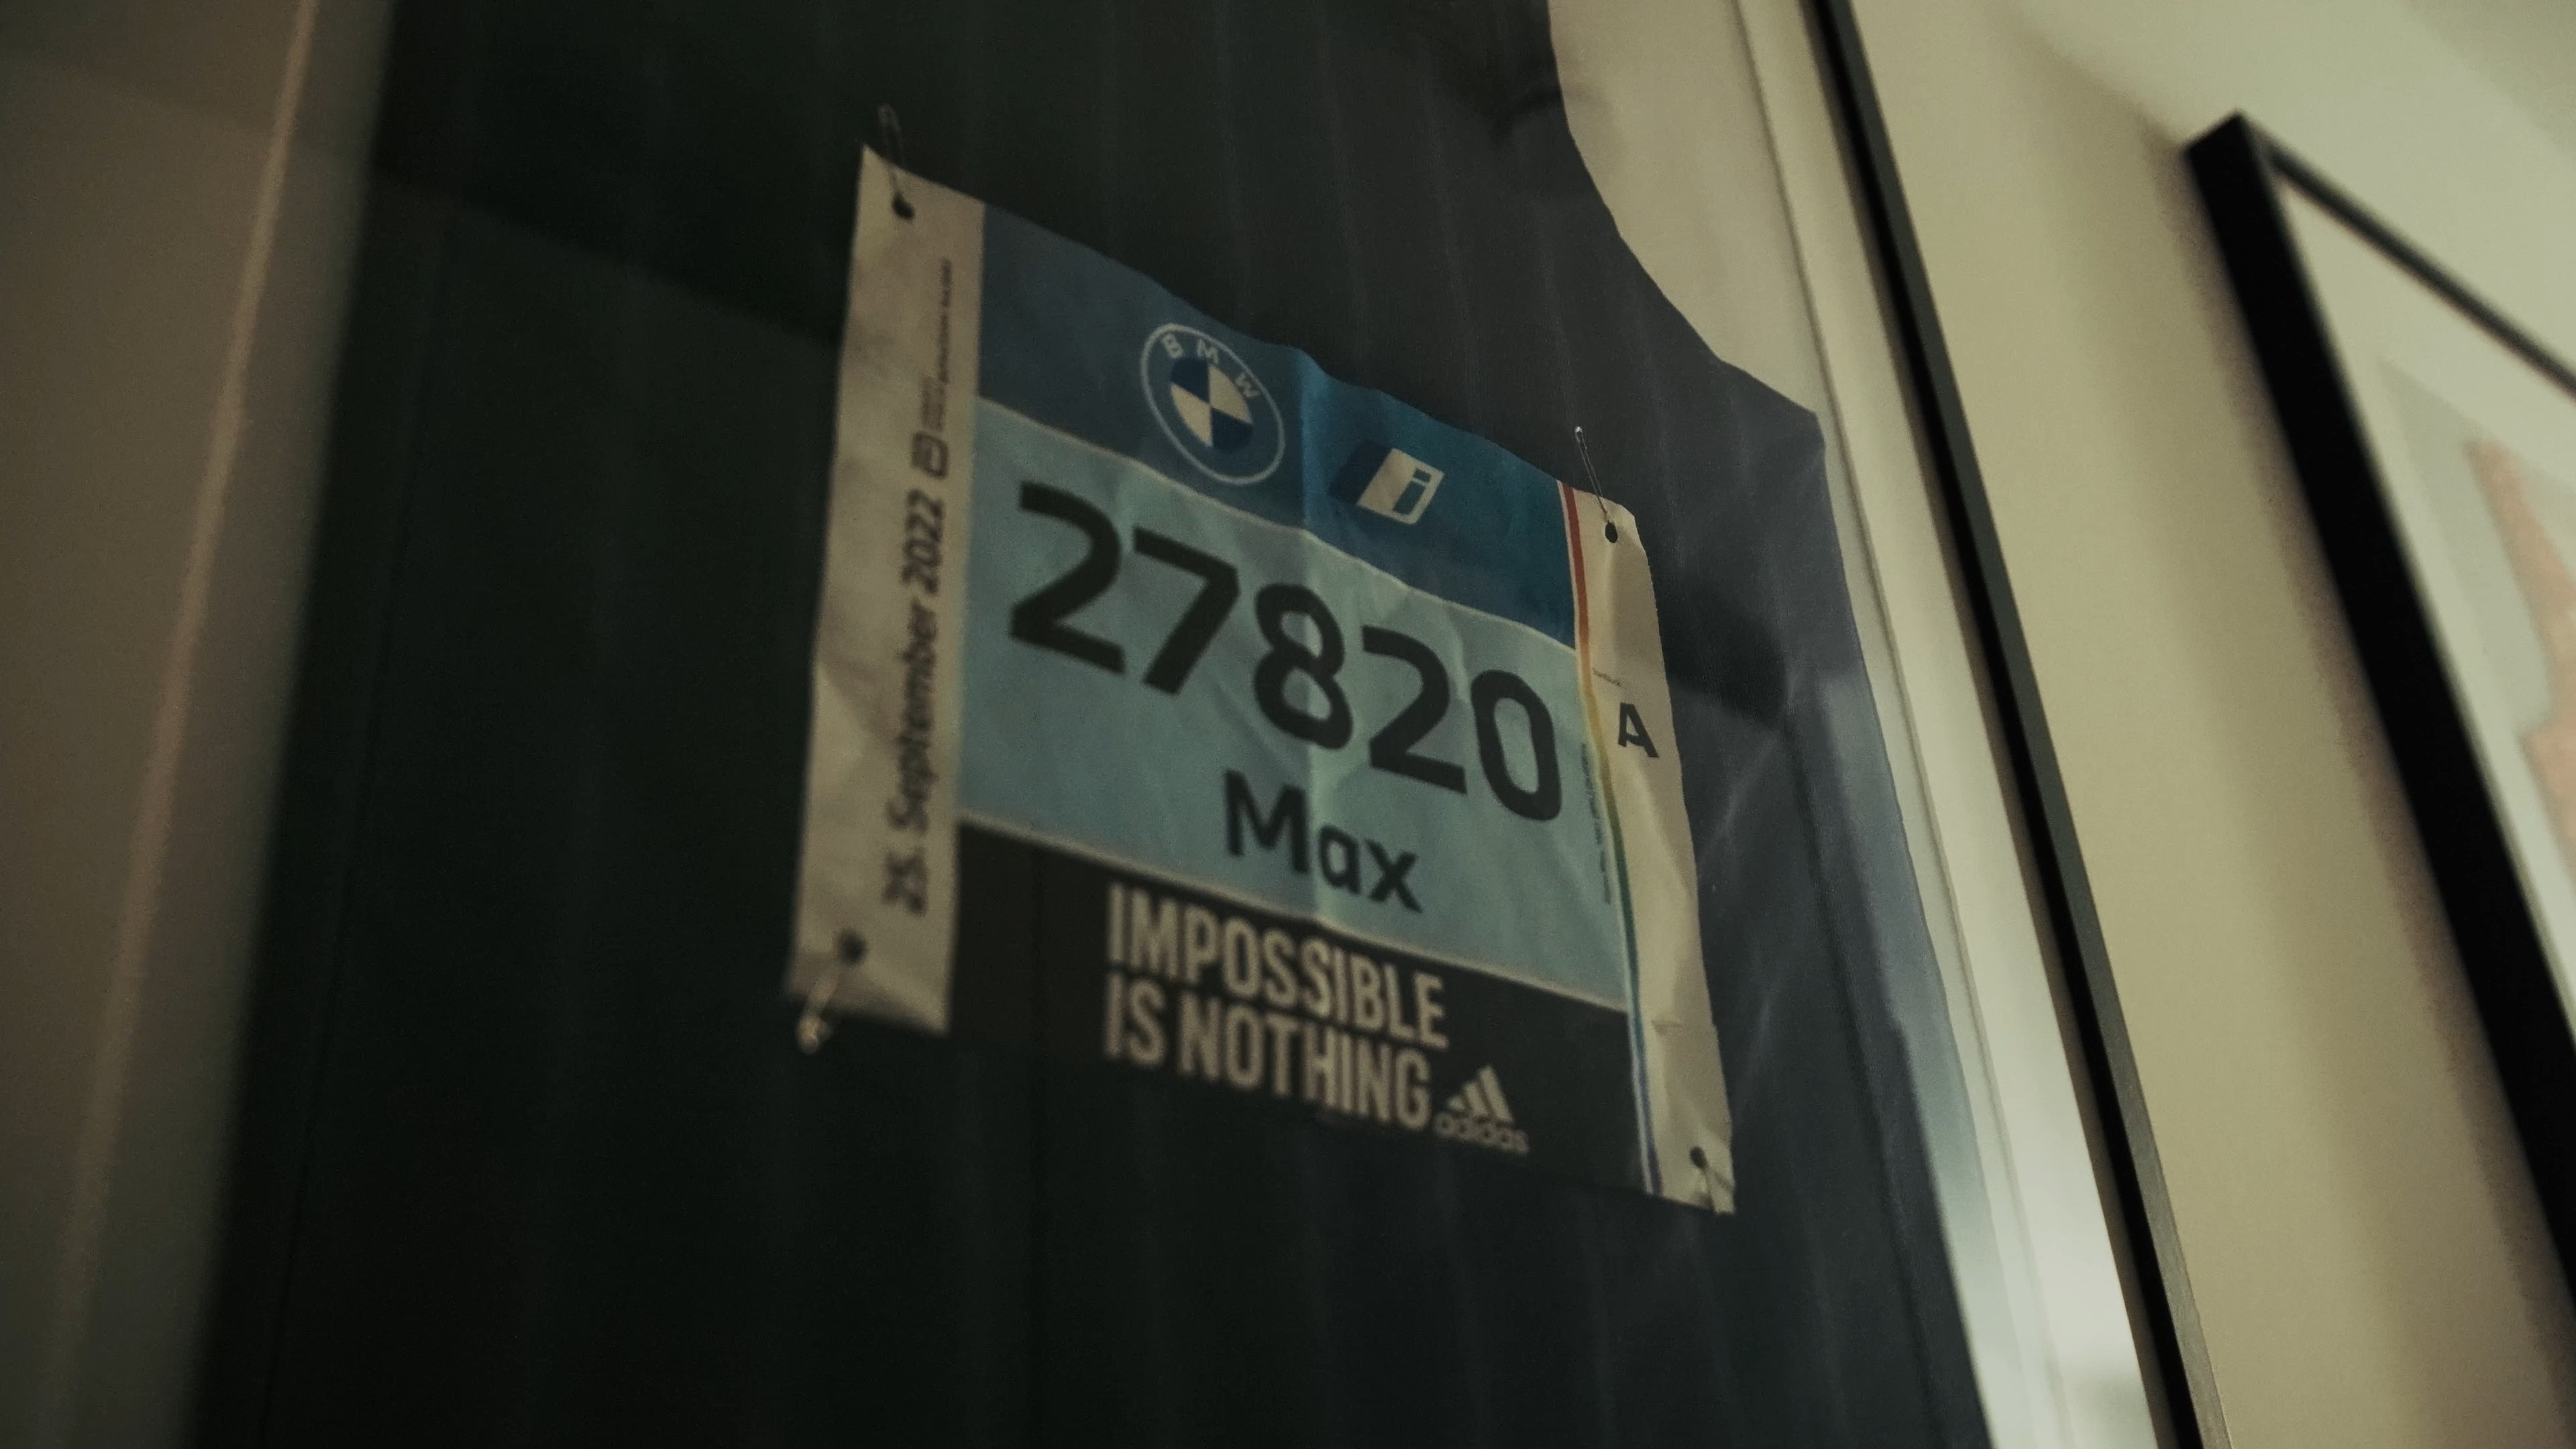 25. September 2022
BMW
i
27820
Max
A
IMPOSSIBLE
IS NOTHING
adidas